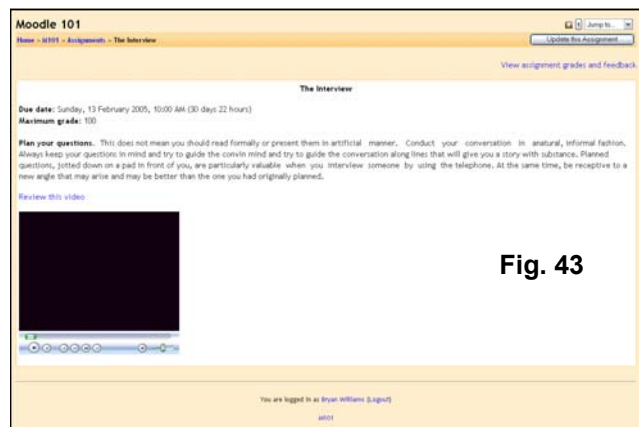 Moodle 101
Jump to...
Home » M101 » Assignments » The Interview
Update this Assignment
View assignment grades and feedback
The Interview
Due date: Sunday, 13 February 2005, 10:00 AM (30 days 22 hours)
Maximum grade: 100
Plan your questions. This does not mean you should read formally or present them in artificial manner. Conduct your conversation in anatural, informal fashion.
Always keep your questions in mind and try to guide the convin mind and try to guide the conversation along lines that will give you a story with substance. Planned
questions, jotted down on a pad in front of you, are particularly valuable when you interview someone by using the telephone. At the same time, be receptive to a
new angle that may arise and may be better than the one you had originally planned.
Review this video
Fig. 43
You are logged in as Bryan Williams (Logout)
M101